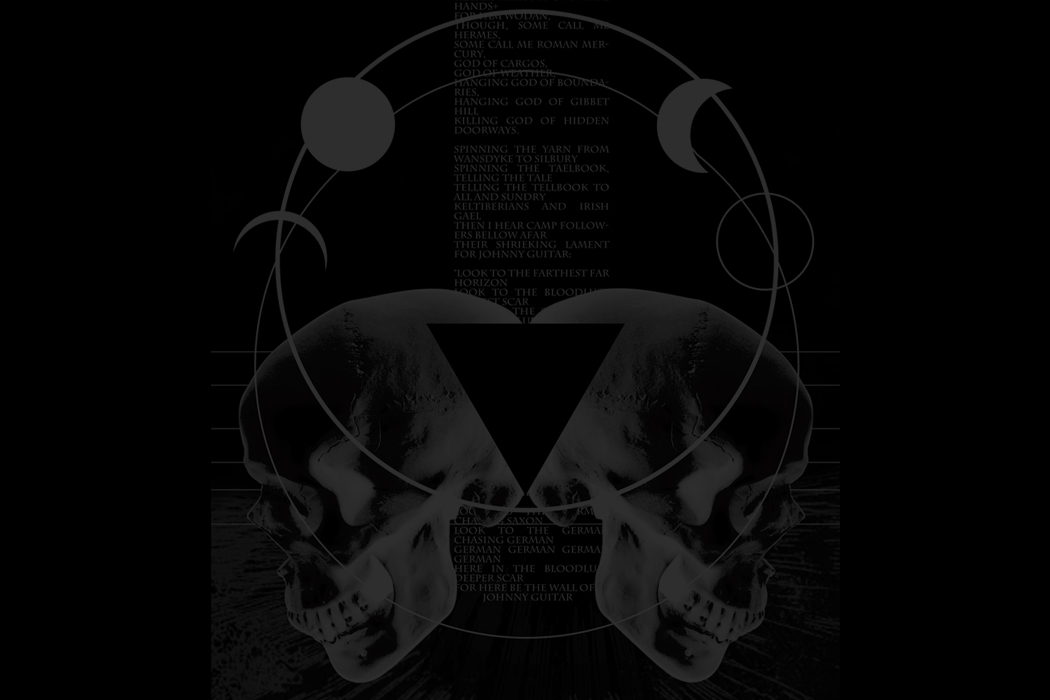 HANDS+
FOR I AM WODAN,
THOUGH, SOME CALL ME
HERMES,
SOME CALL ME ROMAN MER-
CURY,
GOD OF CARGOS,
GOD OF WEATHER,
HANGING GOD OF BOUNDA-
RIES,
HANGING GOD OF GIBBET
HILL
KILLING GOD OF HIDDEN
DOORWAYS.
SPINNING THE YARN FROM
WANSDYKE TO SILBURY
SPINNING THE TAELBOOK,
TELLING THE TALE
TELLING THE TELLBOOK TO
ALL AND SUNDRY
KELTIBERIANS AND IRISH
GAEL
THEN I HEAR CAMP FOLLOW-
ERS BELLOW AFAR
THEIR SHRIEKING LAMENT
FOR JOHNNY GUITAR:
'LOOK TO THE FARTHEST FAR
HORIZON
LOOK TO THE
SCAR
THE
SAXON
LOOK TO THE
CHASING GERMAN
GERMAN GERMAN
GERMAN
HERE IN THE
DEEPER SCAR
FOR HERE BE THE WALL OF
JOHNNY GUITAR